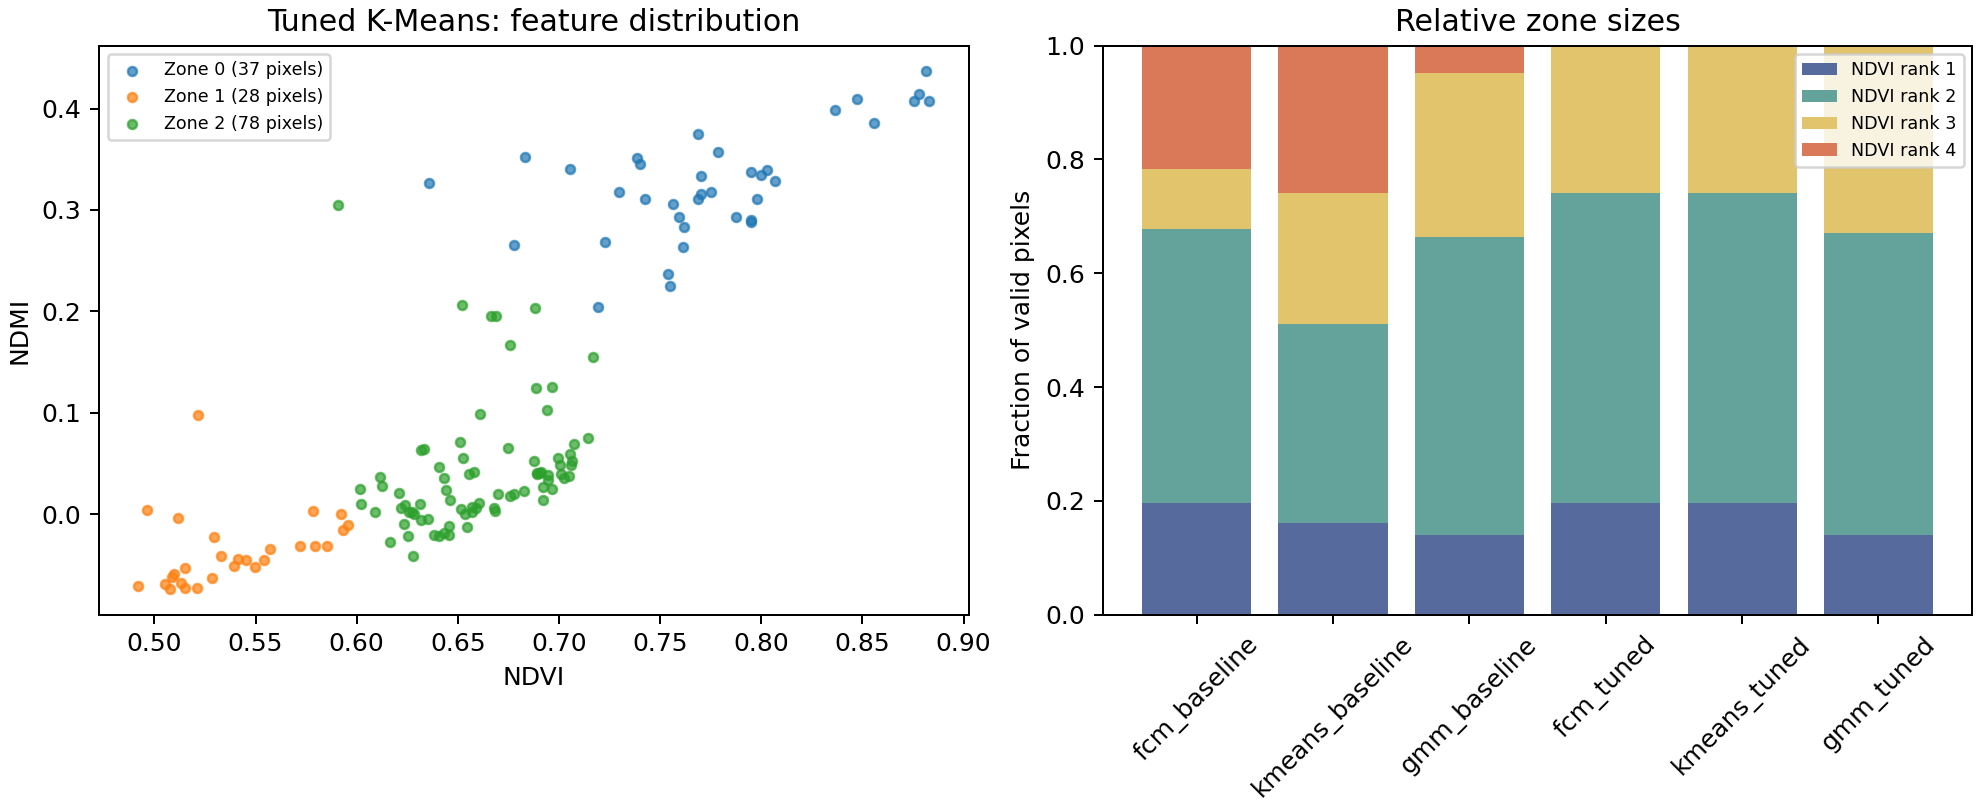 Tuned K-Means: feature distribution
Zone 0 (37 pixels)
Zone 1 (28 pixels)
Zone 2 (78 pixels)
NDMI
0.4
0.3
0.2
0.1
0.0
0.50 0.55 0.60 0.65 0.70 0.75 0.80 0.85 0.90
NDVI
Relative zone sizes
NDVI rank 1
NDVI rank 2
NDVI rank 3
NDVI rank 4
Fraction of valid pixels
1.0
0.8
0.6
0.4
0.2
0.0
fcm_baseline
kmeans_baseline
gmm_baseline
fcm_tuned
kmeans_tuned
gmm_tuned